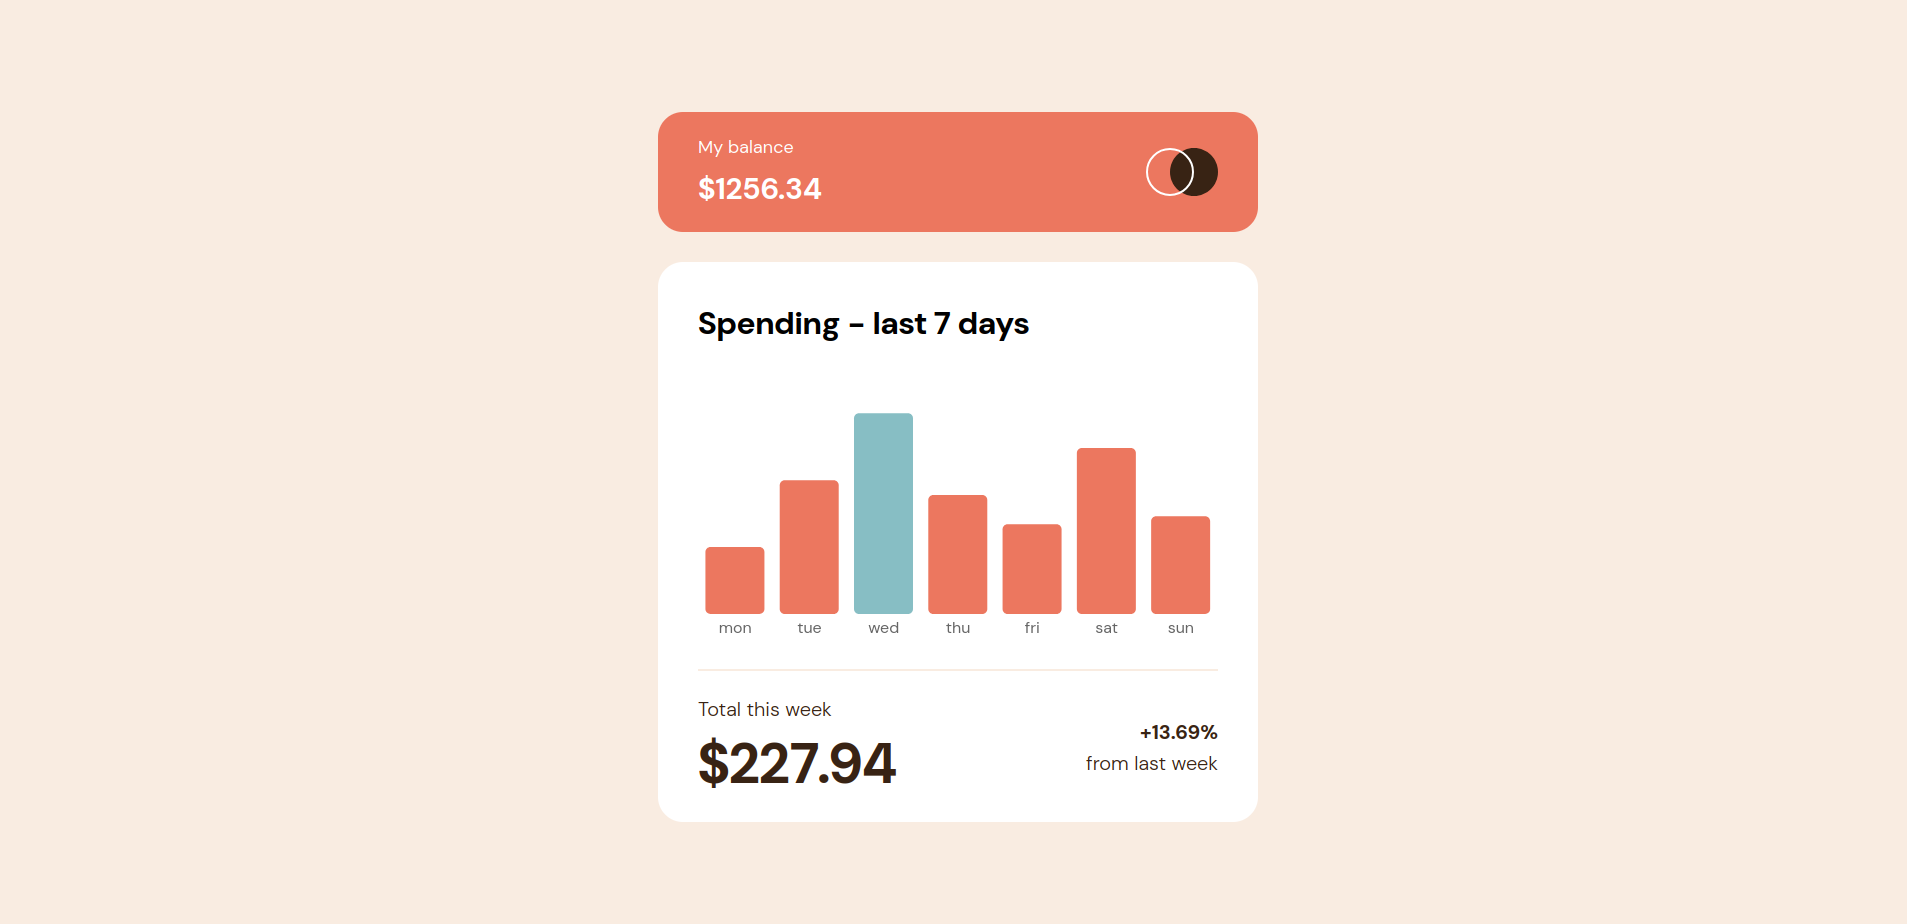 My balance
$1256.34
Spending - last 7 days
mon tue wed thu fri sat sun
Total this week
$227.94
+13.69%
from last week